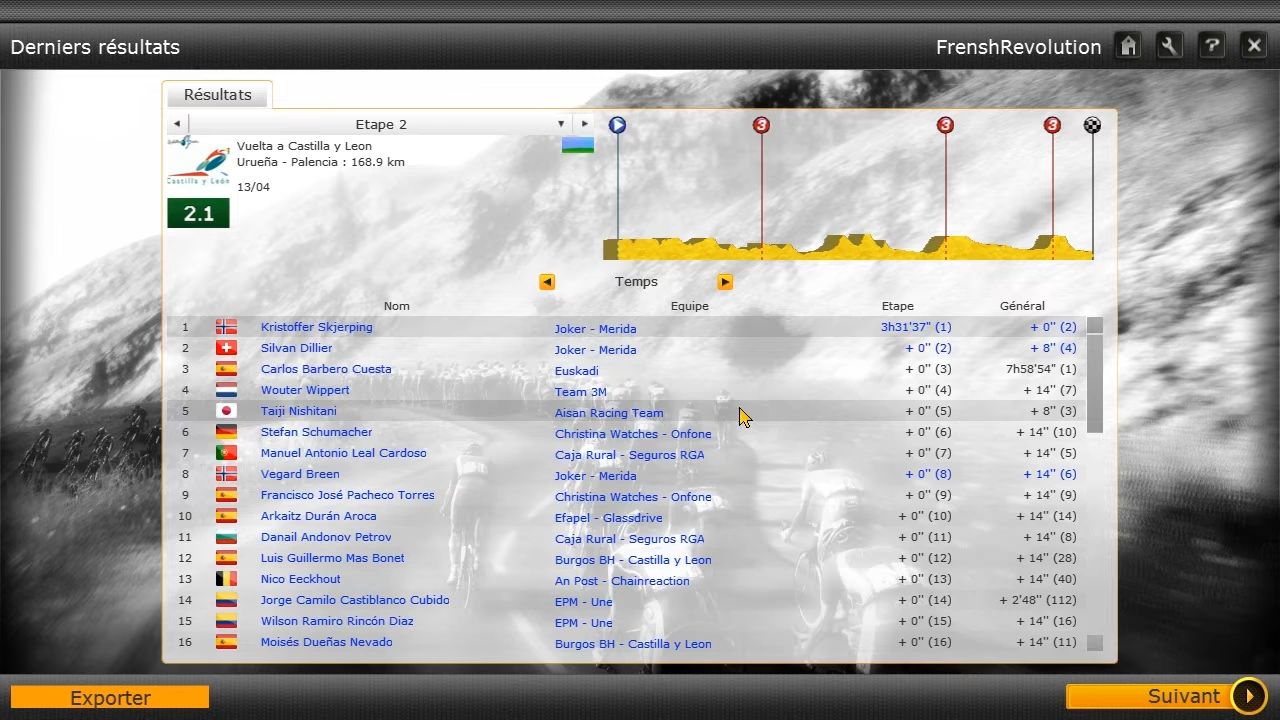 Derniers résultats
FrenshRevolution
Résultats
Etape 2
Vuelta a Castilla y Leon
Urueña - Palencia : 168.9 km
13/04
Castilla y León
2.1
3 3 3
Temps
Nom Equipe Etape Général
1 Kristoffer Skjerping Joker - Merida 3h31'37" (1) + 0" (2)
2 Silvan Dillier Joker - Merida + 0" (2) + 8" (4)
3 Carlos Barbero Cuesta Euskadi + 0" (3) 7h58'54" (1)
4 Wouter Wippert Team 3M + 0" (4) + 14" (7)
5 Taiji Nishitani Aisan Racing Team + 0" (5) + 8" (3)
6 Stefan Schumacher Christina Watches - Onfone + 0" (6) + 14" (10)
7 Manuel Antonio Leal Cardoso Caja Rural - Seguros RGA + 0" (7) + 14" (5)
8 Vegard Breen Joker - Merida + 0" (8) + 14" (6)
9 Francisco José Pacheco Torres Christina Watches - Onfone + 0" (9) + 14" (9)
10 Arkaitz Durán Aroca Efapel - Glassdrive + 0" (10) + 14" (14)
11 Danail Andonov Petrov Caja Rural - Seguros RGA + 0" (11) + 14" (8)
12 Luis Guillermo Mas Bonet Burgos BH - Castilla y Leon + 0" (12) + 14" (28)
13 Nico Eeckhout An Post - Chainreaction + 0" (13) + 14" (40)
14 Jorge Camilo Castiblanco Cubido EPM - Une + 0" (14) + 2'48" (112)
15 Wilson Ramiro Rincón Diaz EPM - Une + 0" (15) + 14" (16)
16 Moisés Dueñas Nevado Burgos BH - Castilla y Leon + 0" (16) + 14" (11)
Exporter
Suivant